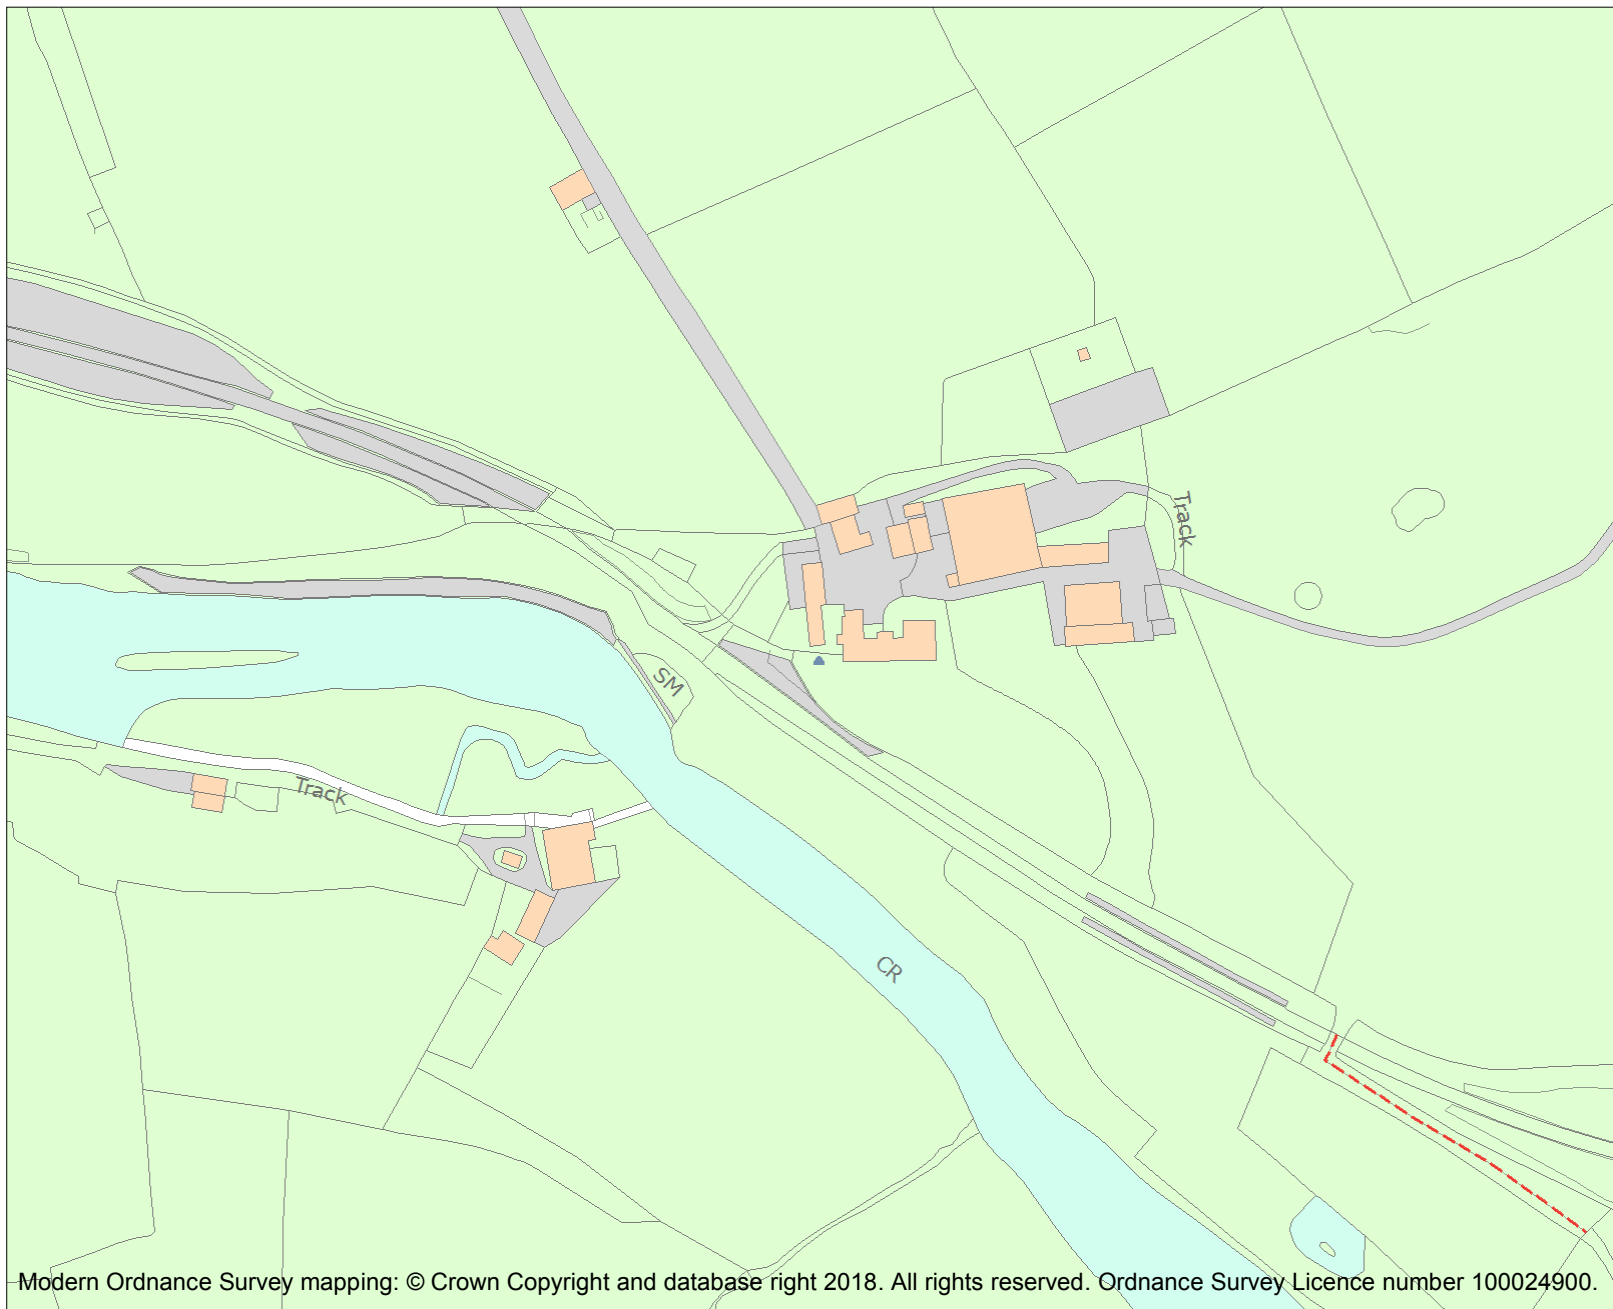 Track
SM
Track
CR
Modern Ordnance Survey mapping: © Crown Copyright and database right 2018. All rights reserved. Ordnance Survey Licence number 100024900.